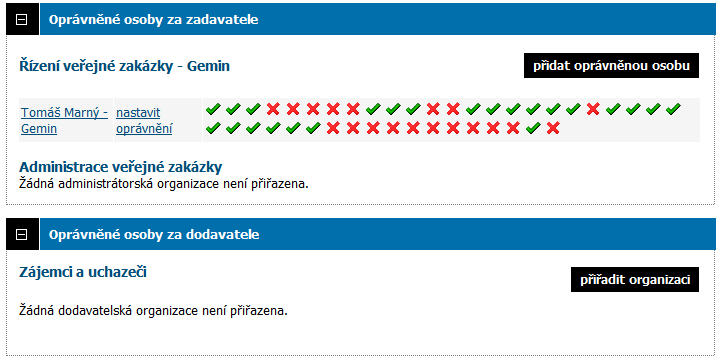 Oprávněné osoby za zadavatele
Řízení veřejné zakázky - Gemin
přidat oprávněnou osobu
Tomáš Marný -
Gemin
nastavit
oprávnění
Administrace veřejné zakázky
Žádná administrátorská organizace není přiřazena.
Oprávněné osoby za dodavatele
Zájemci a uchazeči
přiřadit organizaci
Žádná dodavatelská organizace není přiřazena.